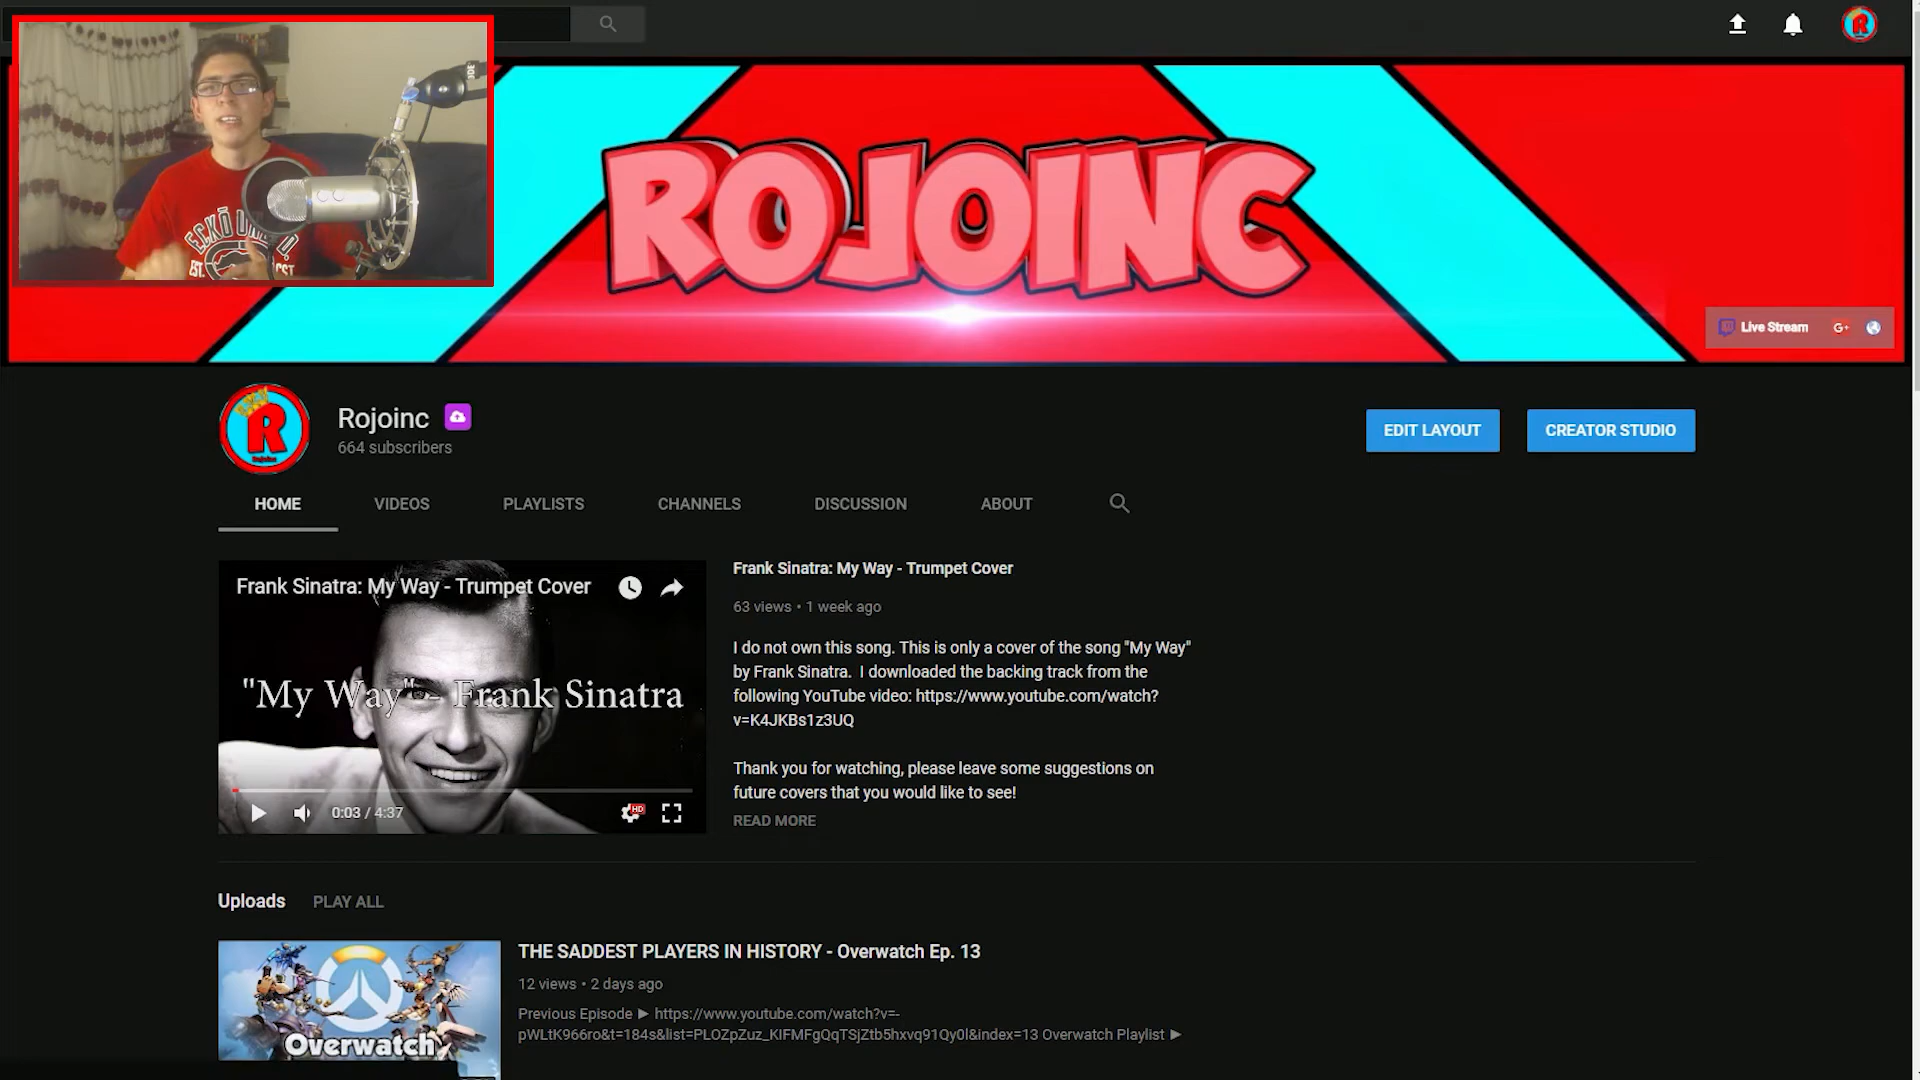 ECKŌ UN
EST.
CST
ROJOINC
Live Stream
G+
R
Rojoinc
664 subscribers
EDIT LAYOUT
CREATOR STUDIO
HOME
VIDEOS
PLAYLISTS
CHANNELS
DISCUSSION
ABOUT
Frank Sinatra: My Way - Trumpet Cover
"My Way" - Frank Sinatra
0:03 / 4:37
HD
Frank Sinatra: My Way - Trumpet Cover
63 views • 1 week ago
I do not own this song. This is only a cover of the song "My Way"
by Frank Sinatra. I downloaded the backing track from the
following YouTube video: https://www.youtube.com/watch?
v=K4JKBs1z3UQ
Thank you for watching, please leave some suggestions on
future covers that you would like to see!
READ MORE
Uploads
PLAY ALL
Overwatch
THE SADDEST PLAYERS IN HISTORY - Overwatch Ep. 13
12 views • 2 days ago
Previous Episode ► https://www.youtube.com/watch?v=-
pWLtK966ro&t=184s&list=PLOZpZuz_KIFMFgQqTSjZtb5hxvq91Qy0l&index=13 Overwatch Playlist ►